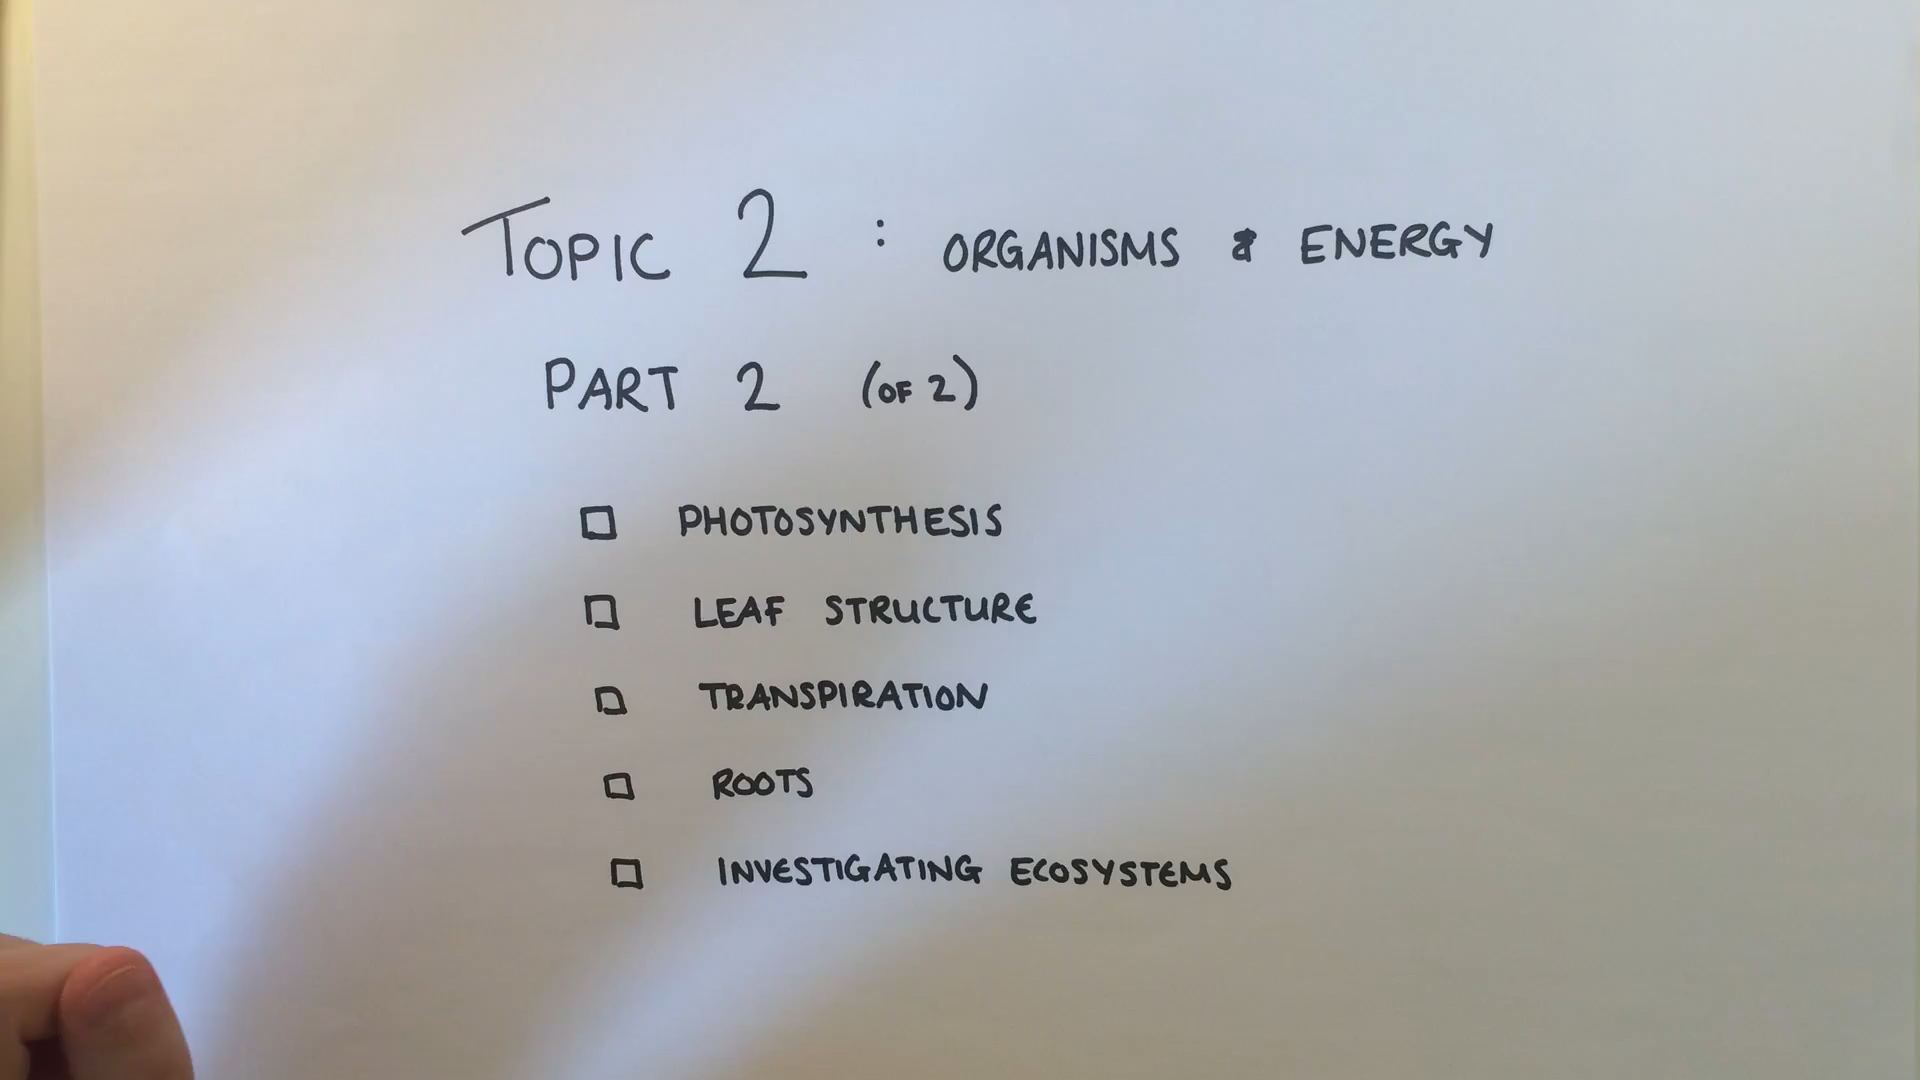 TOPIC 2 : ORGANISMS & ENERGY
PART 2 (OF 2)
PHOTOSYNTHESIS
LEAF STRUCTURE
TRANSPIRATION
ROOTS
INVESTIGATING ECOSYSTEMS